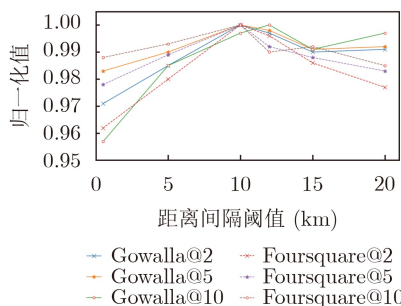 1.00
0.99
0.98
0.97
0.96
0.95
归一化值
0 5 10 15 20
距离间隔阈值 (km)
Gowalla@2 Foursquare@2
Gowalla@5 Foursquare@5
Gowalla@10 Foursquare@10